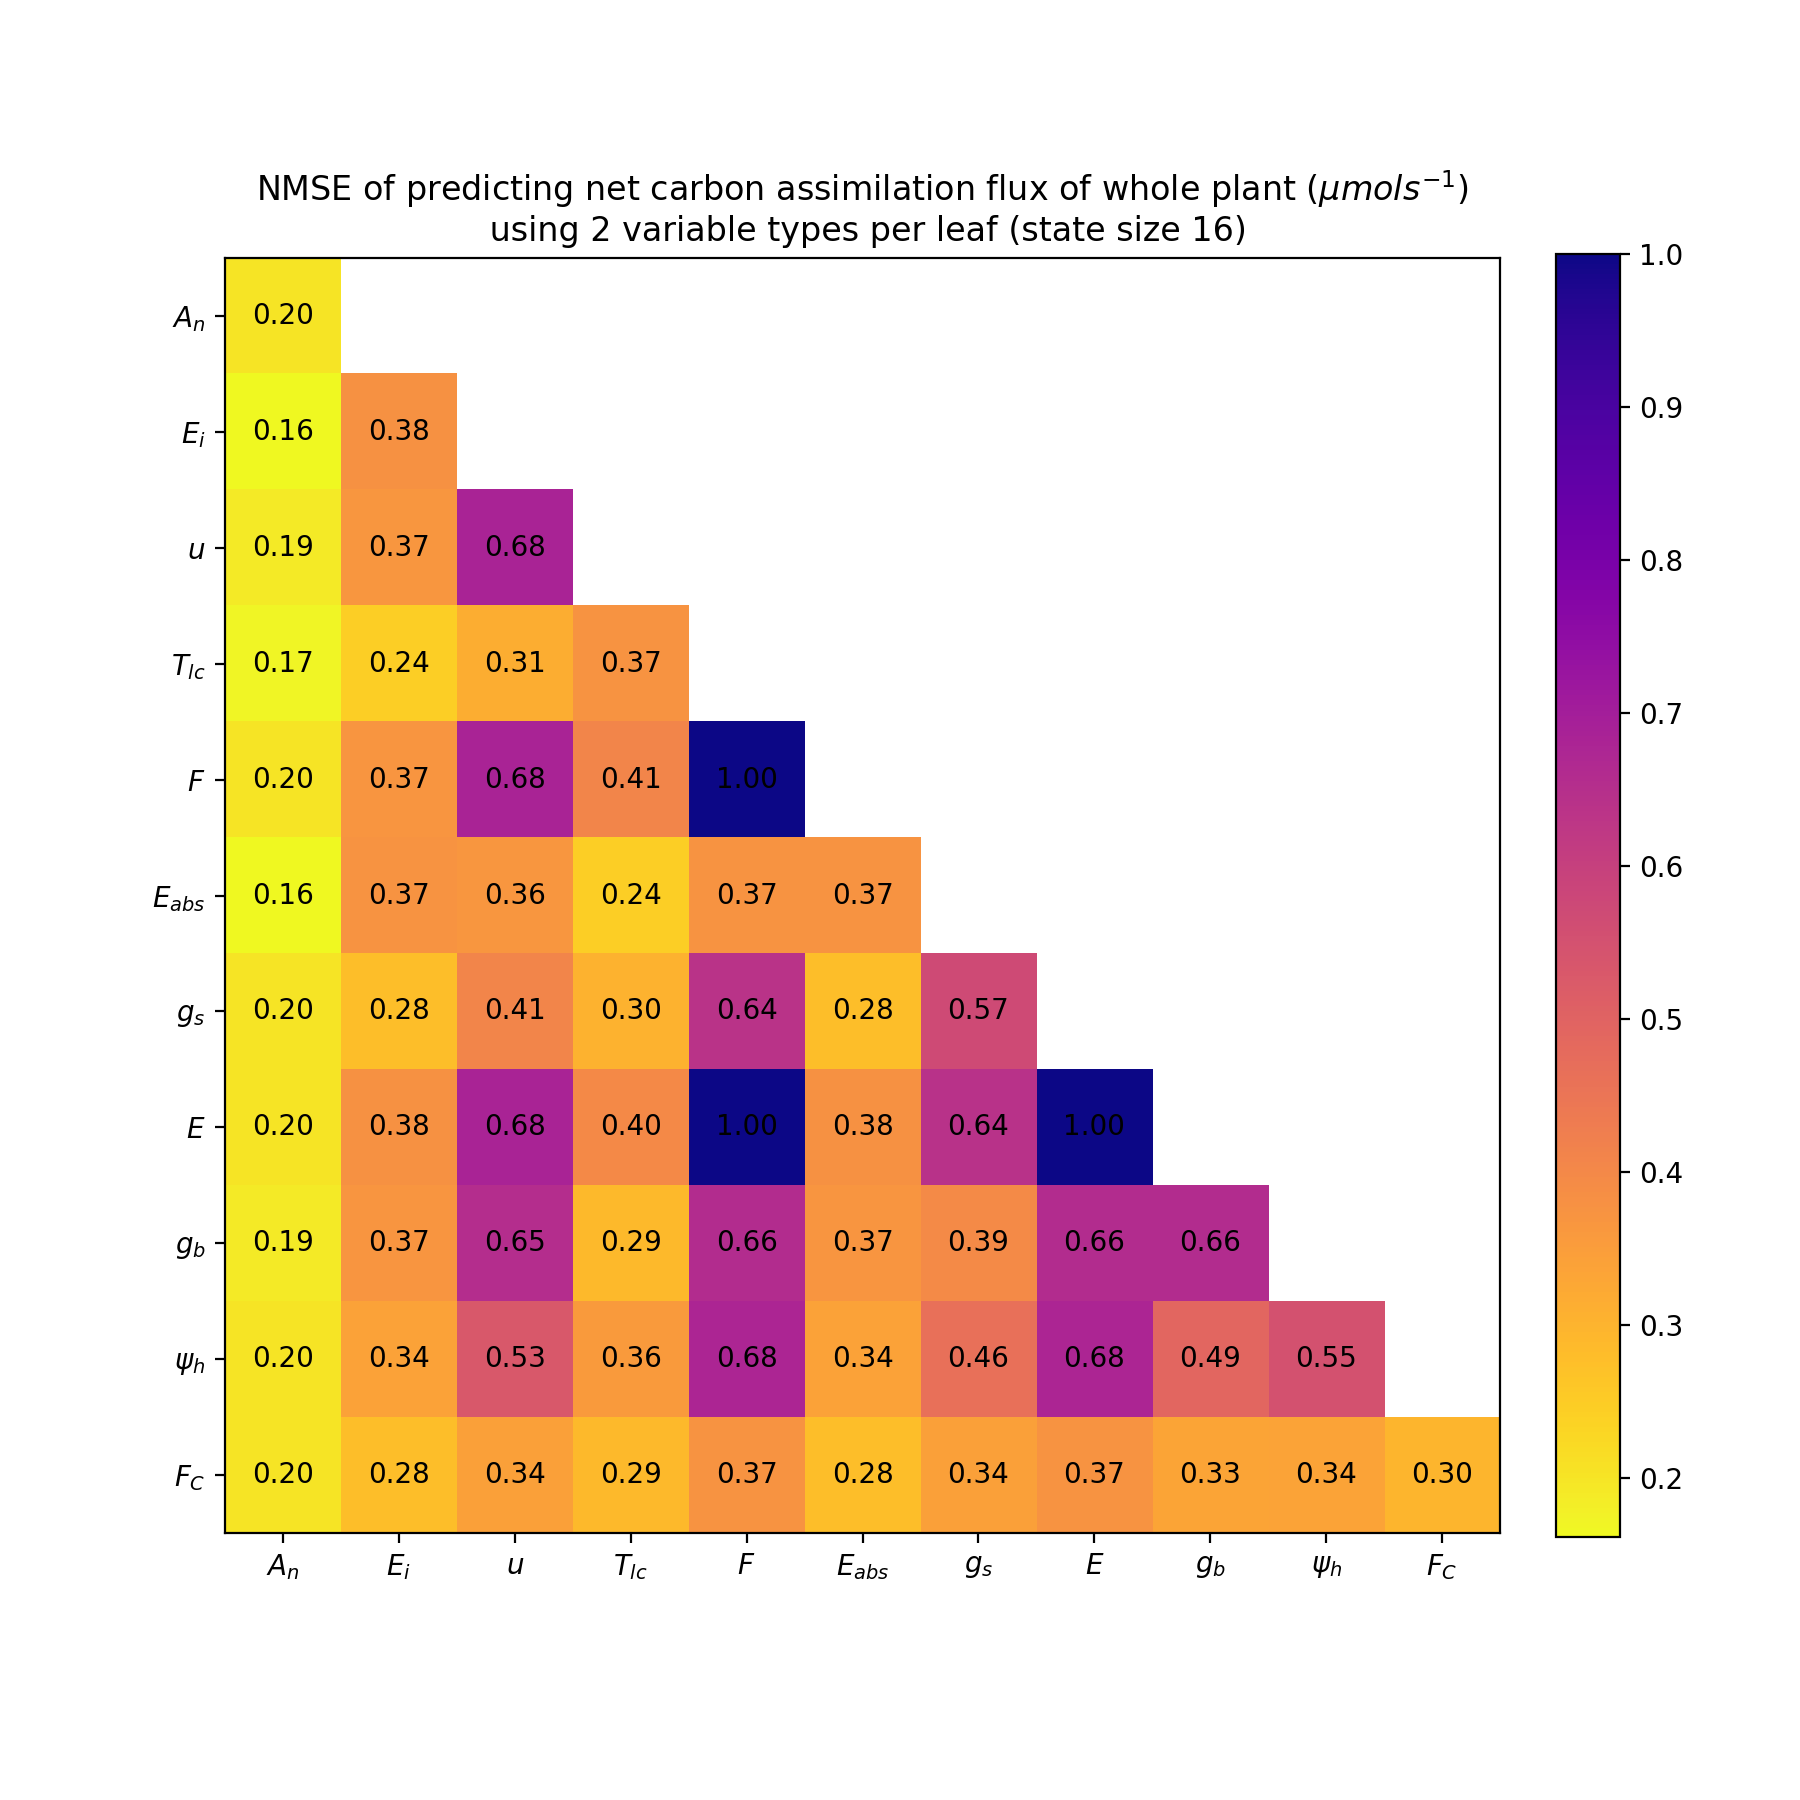 NMSE of predicting net carbon assimilation flux of whole plant (μmols⁻¹)
using 2 variable types per leaf (state size 16)
Aₙ 0.20
Eᵢ 0.16 0.38
u 0.19 0.37 0.68
T_lc 0.17 0.24 0.31 0.37
F 0.20 0.37 0.68 0.41 1.00
E_abs 0.16 0.37 0.36 0.24 0.37 0.37
g_s 0.20 0.28 0.41 0.30 0.64 0.28 0.57
E 0.20 0.38 0.68 0.40 1.00 0.38 0.64 1.00
g_b 0.19 0.37 0.65 0.29 0.66 0.37 0.39 0.66 0.66
ψ_h 0.20 0.34 0.53 0.36 0.68 0.34 0.46 0.68 0.49 0.55
F_C 0.20 0.28 0.34 0.29 0.37 0.28 0.34 0.37 0.33 0.34 0.30
Aₙ Eᵢ u T_lc F E_abs g_s E g_b ψ_h F_C
1.0
0.9
0.8
0.7
0.6
0.5
0.4
0.3
0.2